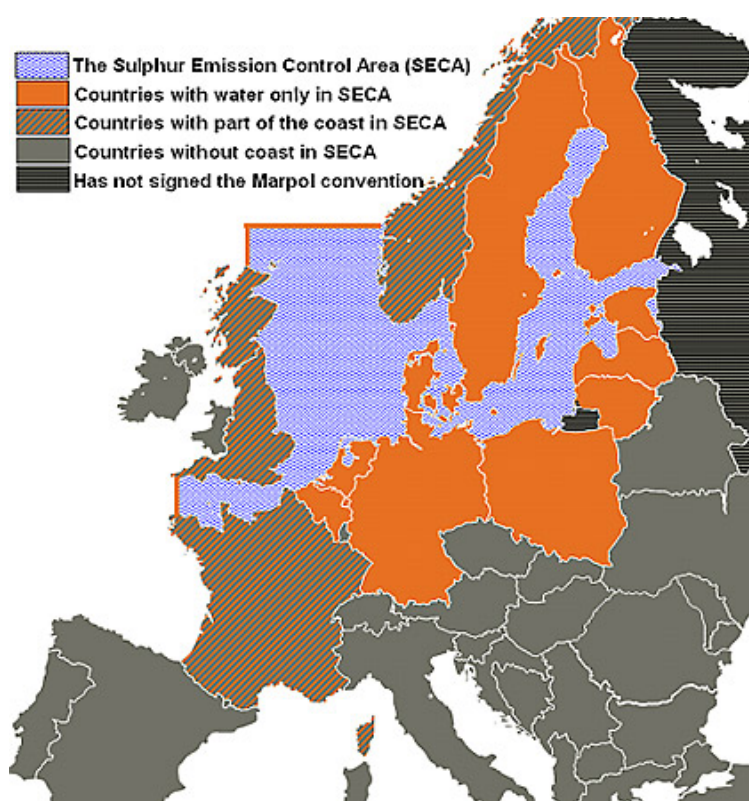 The Sulphur Emission Control Area (SECA)
Countries with water only in SECA
Countries with part of the coast in SECA
Countries without coast in SECA
Has not signed the Marpol convention